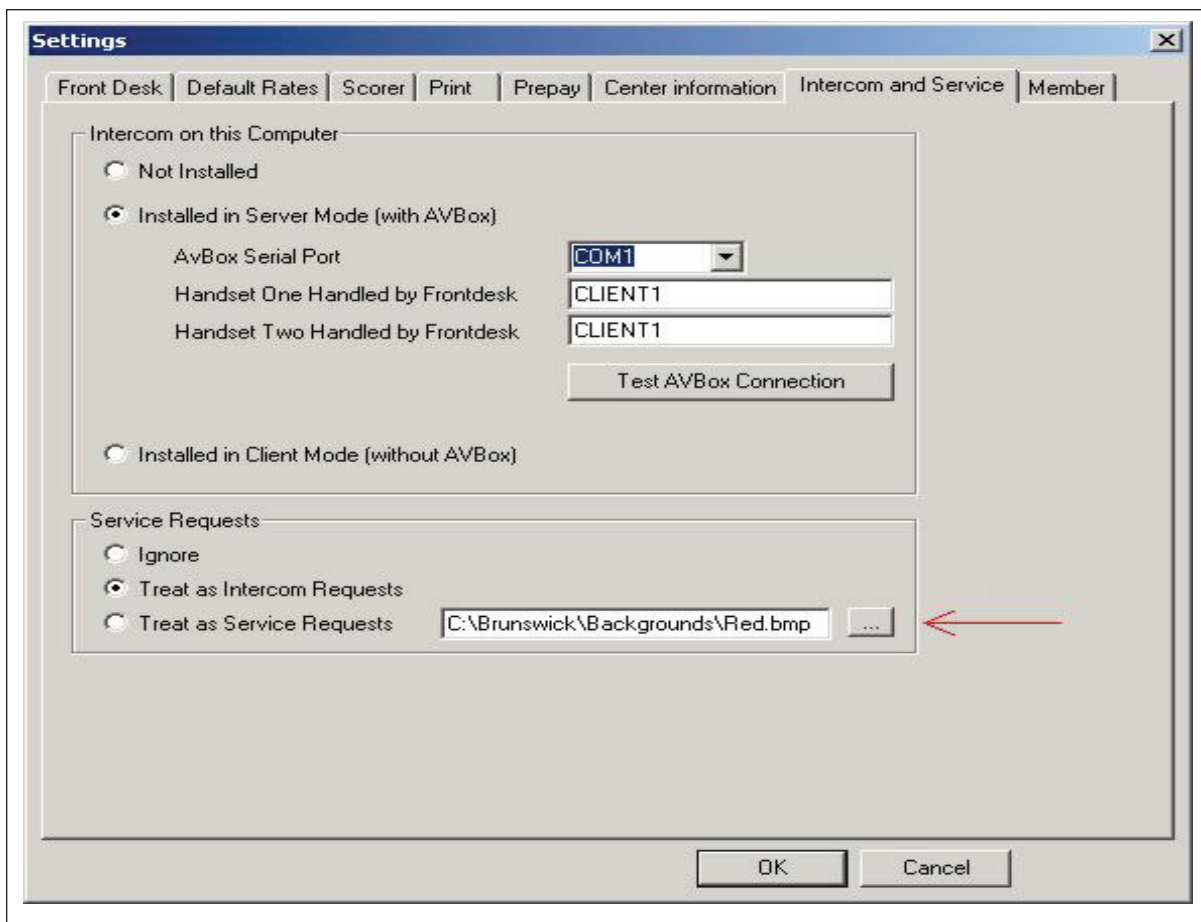 Settings
Front Desk Default Rates Scorer Print Prepay Center information Intercom and Service Member
Intercom on this Computer
Not Installed
Installed in Server Mode (with AVBox)
AvBox Serial Port COM1
Handset One Handled by Frontdesk CLIENT1
Handset Two Handled by Frontdesk CLIENT1
Test AVBox Connection
Installed in Client Mode (without AVBox)
Service Requests
Ignore
Treat as Intercom Requests
Treat as Service Requests C:\Brunswick\Backgrounds\Red.bmp ...
OK Cancel